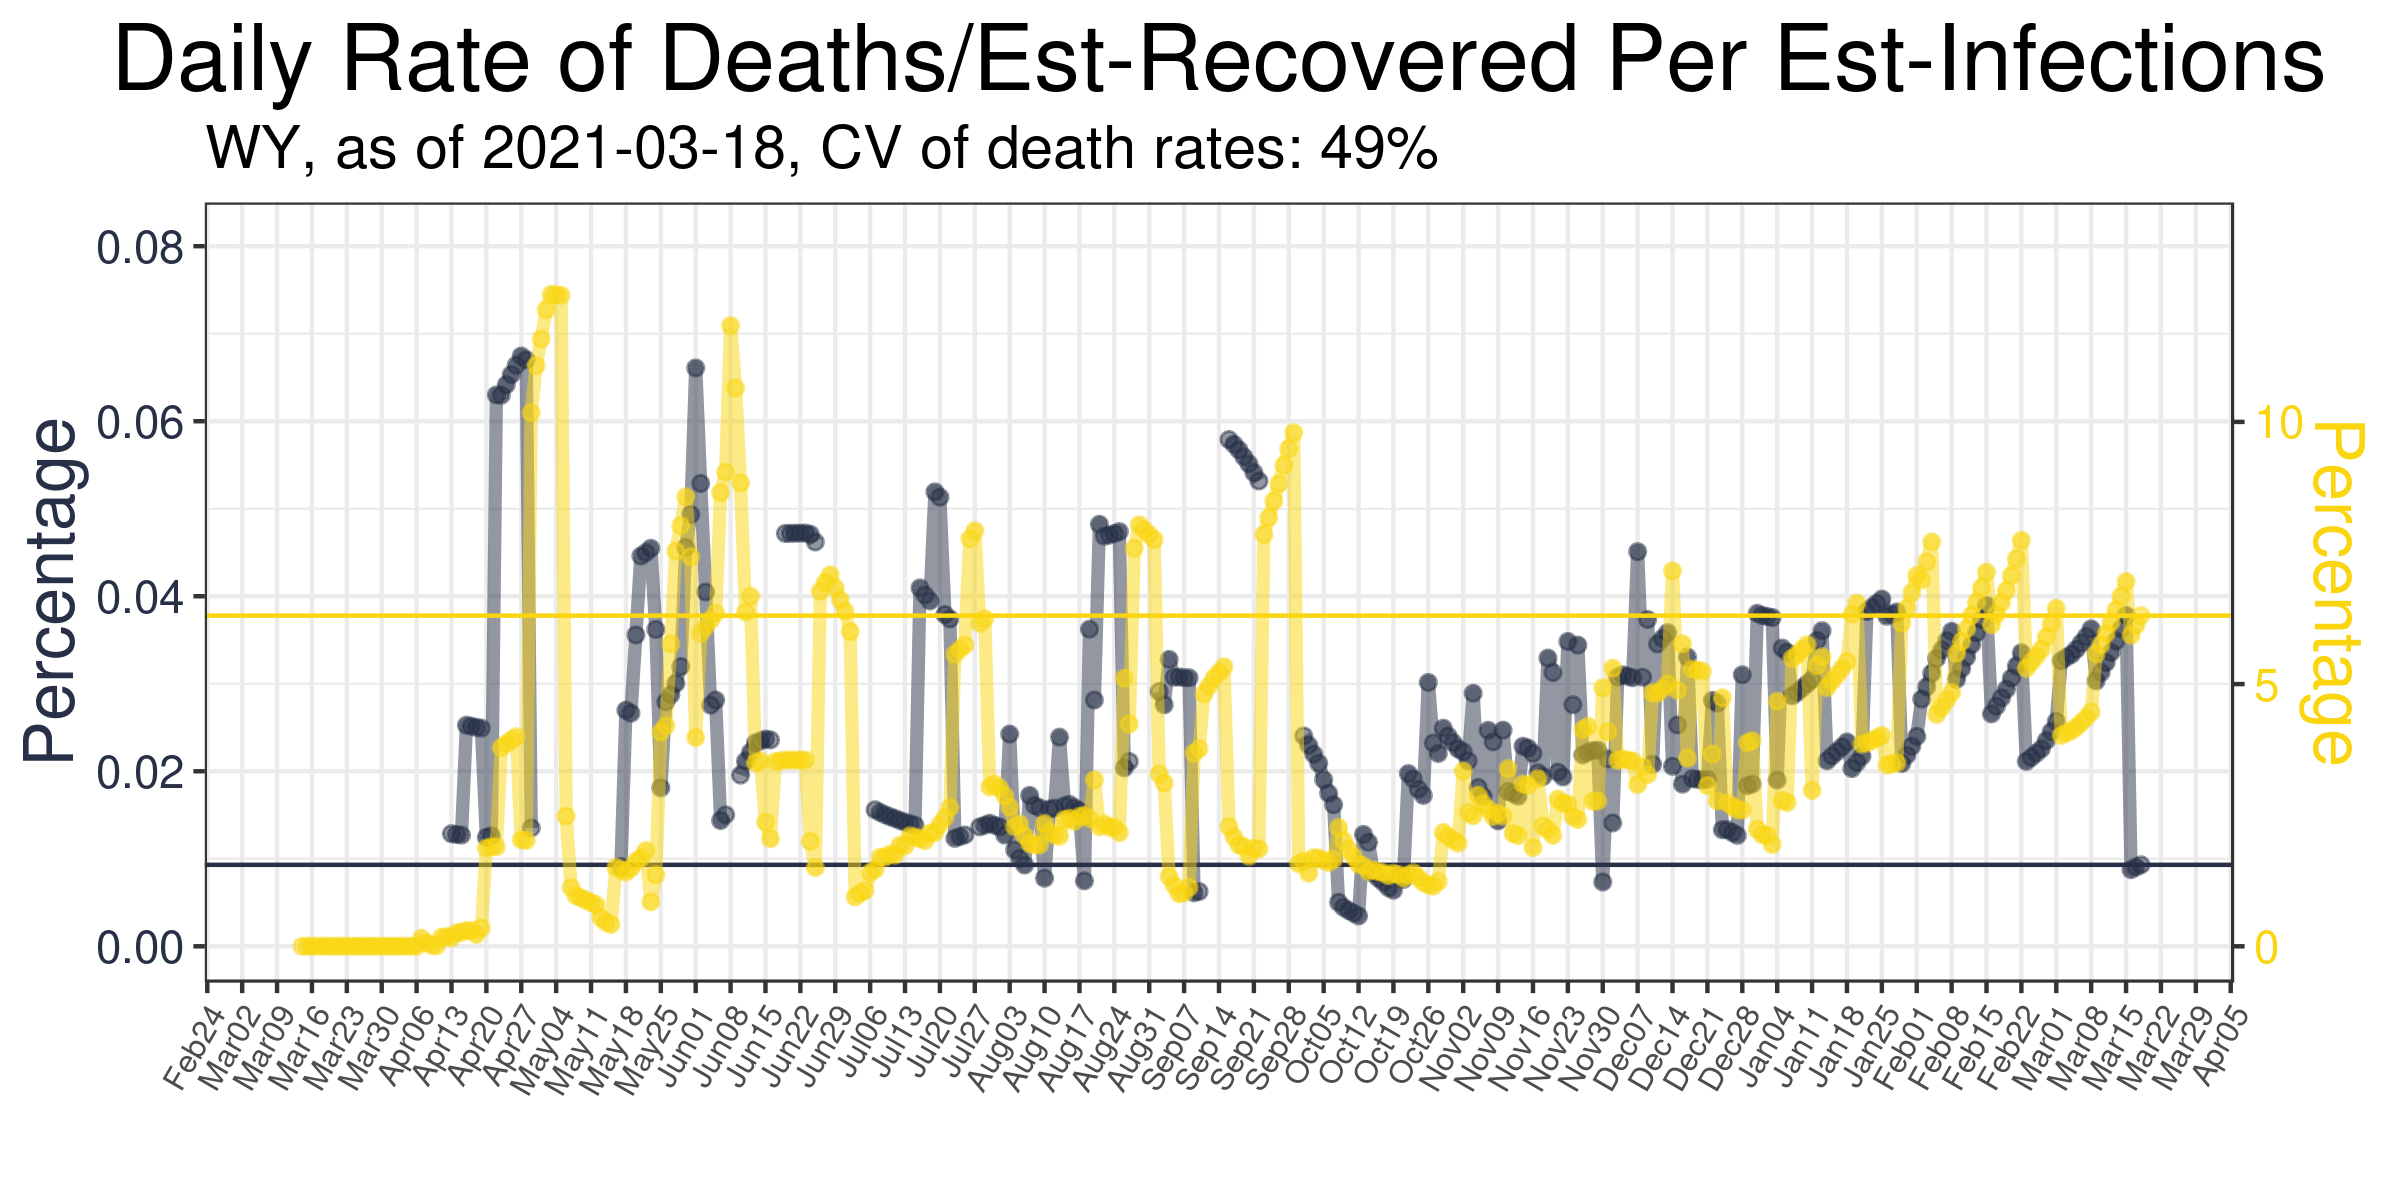 Daily Rate of Deaths/Est-Recovered Per Est-Infections
WY, as of 2021-03-18, CV of death rates: 49%
Percentage
0.08
0.06
0.04
0.02
0.00
10
5
0
Percentage
Feb24
Mar02
Mar09
Mar16
Mar23
Mar30
Apr06
Apr13
Apr20
Apr27
May04
May11
May18
May25
Jun01
Jun08
Jun15
Jun22
Jun29
Jul06
Jul13
Jul20
Jul27
Aug03
Aug10
Aug17
Aug24
Aug31
Sep07
Sep14
Sep21
Sep28
Oct05
Oct12
Oct19
Oct26
Nov02
Nov09
Nov16
Nov23
Nov30
Dec07
Dec14
Dec21
Dec28
Jan04
Jan11
Jan18
Jan25
Feb01
Feb08
Feb15
Feb22
Mar01
Mar08
Mar15
Mar22
Mar29
Apr05